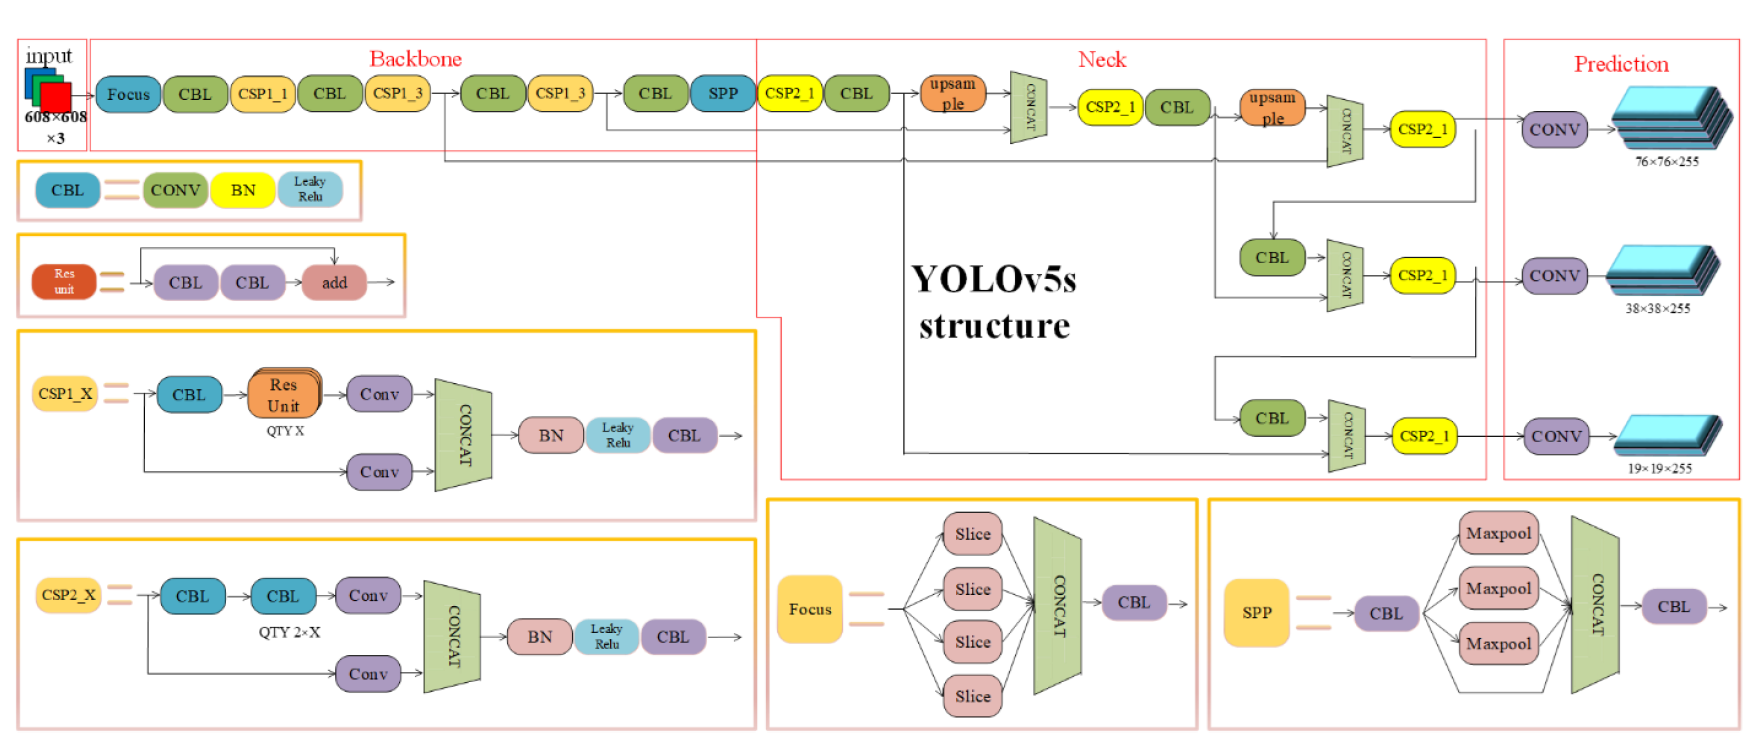 input
Backbone
Neck
Prediction
Focus
CBL
CSP1_1
CBL
CSP1_3
CBL
CSP1_3
CBL
SPP
CSP2_1
CBL
upsam
ple
CONCAT
CSP2_1
CBL
upsam
ple
CONCAT
CSP2_1
CONV
608×608
×3
76×76×255
CBL
CONV
BN
Leaky
Relu
Res
unit
CBL
CBL
add
YOLOv5s
structure
CBL
CONCAT
CSP2_1
CONV
38×38×255
CBL
CONCAT
CSP2_1
CONV
19×19×255
CSP1_X
CBL
Res
Unit
QTY X
Conv
Conv
CONCAT
BN
Leaky
Relu
CBL
CSP2_X
CBL
CBL
QTY 2×X
Conv
Conv
CONCAT
BN
Leaky
Relu
CBL
Focus
Slice
Slice
Slice
Slice
CONCAT
CBL
SPP
CBL
Maxpool
Maxpool
Maxpool
CONCAT
CBL